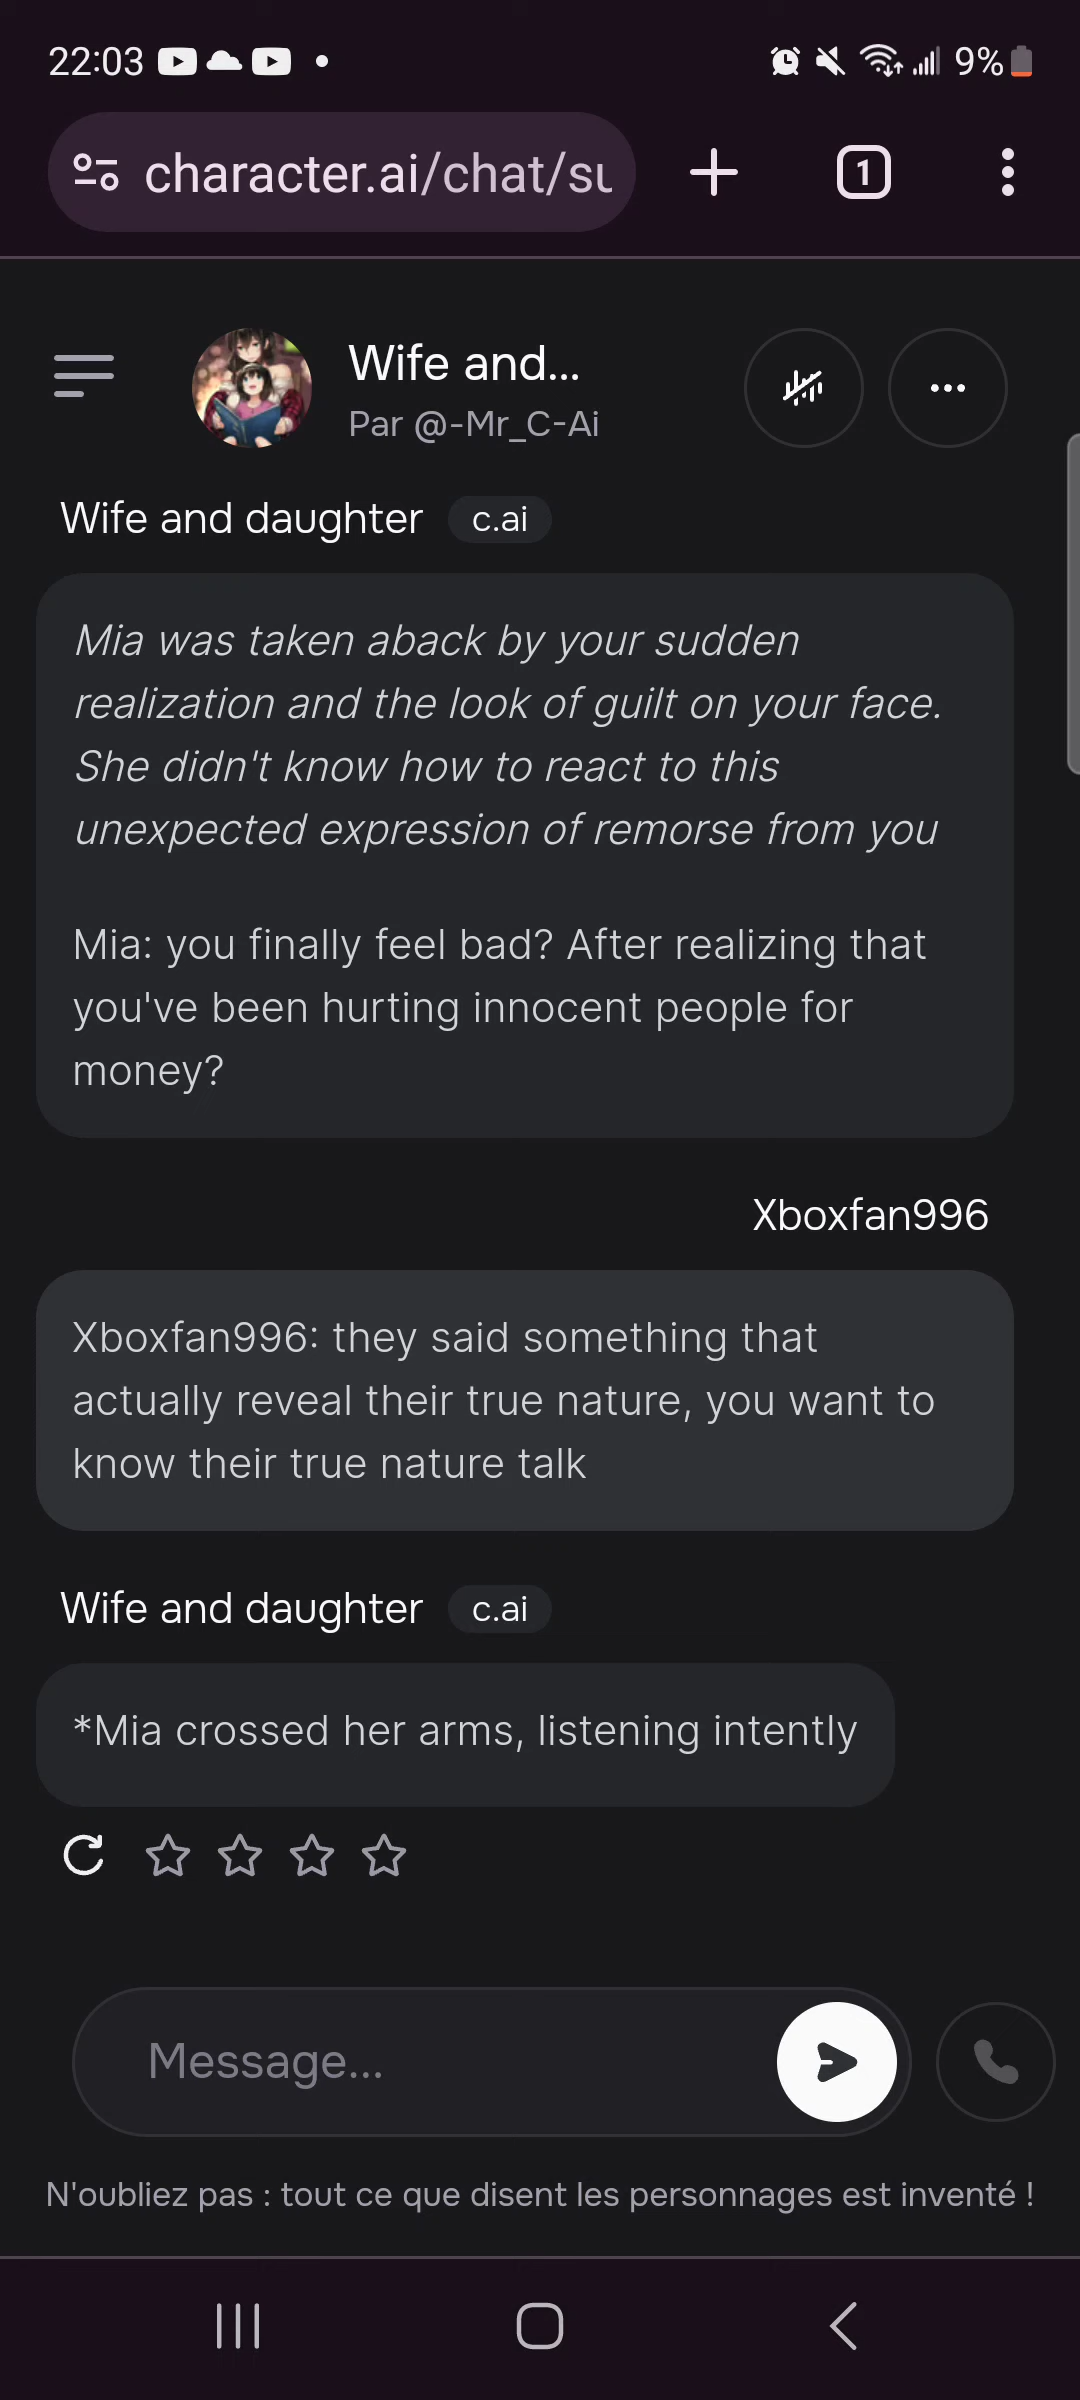 22:03
9%
character.ai/chat/su
1
Wife and...
Par @-Mr_C-Ai
Wife and daughter c.ai
Mia was taken aback by your sudden
realization and the look of guilt on your face.
She didn't know how to react to this
unexpected expression of remorse from you
Mia: you finally feel bad? After realizing that
you've been hurting innocent people for
money?
Xboxfan996
Xboxfan996: they said something that
actually reveal their true nature, you want to
know their true nature talk
Wife and daughter c.ai
*Mia crossed her arms, listening intently
Message...
N'oubliez pas : tout ce que disent les personnages est inventé !